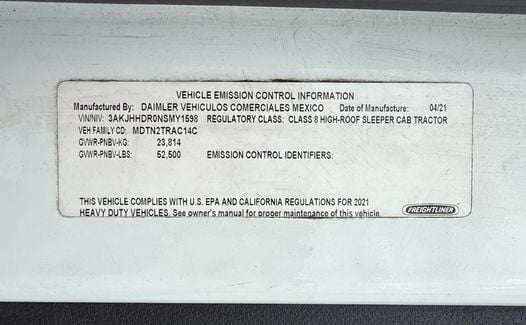 VEHICLE EMISSION CONTROL INFORMATION
Manufactured By: DAIMLER VEHICULOS COMERCIALES MEXICO Date of Manufacture: 04/21
VIN/NIV: 3AKJHHDR0NSMY1598 REGULATORY CLASS: CLASS 8 HIGH-ROOF SLEEPER CAB TRACTOR
VEH FAMILY CD: MDTN2TRAC14C
GVWR-PNBV-KG: 23,814
GVWR-PNBV-LBS: 52,500 EMISSION CONTROL IDENTIFIERS:
THIS VEHICLE COMPLIES WITH U.S. EPA AND CALIFORNIA REGULATIONS FOR 2021
HEAVY DUTY VEHICLES. See owner's manual for proper maintenance of this vehicle.
FREIGHTLINER